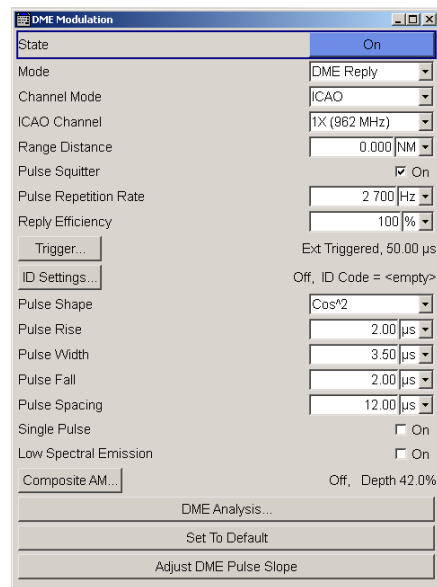 DME Modulation
State On
Mode DME Reply
Channel Mode ICAO
ICAO Channel 1X (962 MHz)
Range Distance 0.000 NM
Pulse Squitter On
Pulse Repetition Rate 2 700 Hz
Reply Efficiency 100 %
Trigger... Ext Triggered, 50.00 µs
ID Settings... Off, ID Code = <empty>
Pulse Shape Cos^2
Pulse Rise 2.00 µs
Pulse Width 3.50 µs
Pulse Fall 2.00 µs
Pulse Spacing 12.00 µs
Single Pulse On
Low Spectral Emission On
Composite AM... Off, Depth 42.0%
DME Analysis...
Set To Default
Adjust DME Pulse Slope